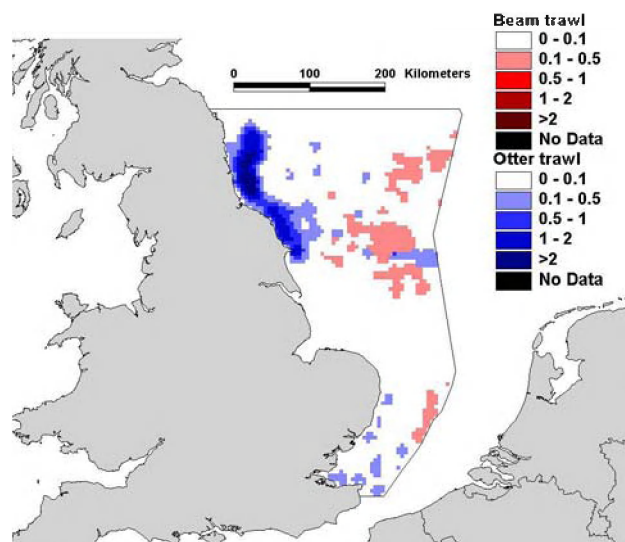 Beam trawl
0 - 0.1
0.1 - 0.5
0.5 - 1
1 - 2
>2
No Data
Otter trawl
0 - 0.1
0.1 - 0.5
0.5 - 1
1 - 2
>2
No Data
0 100 200 Kilometers